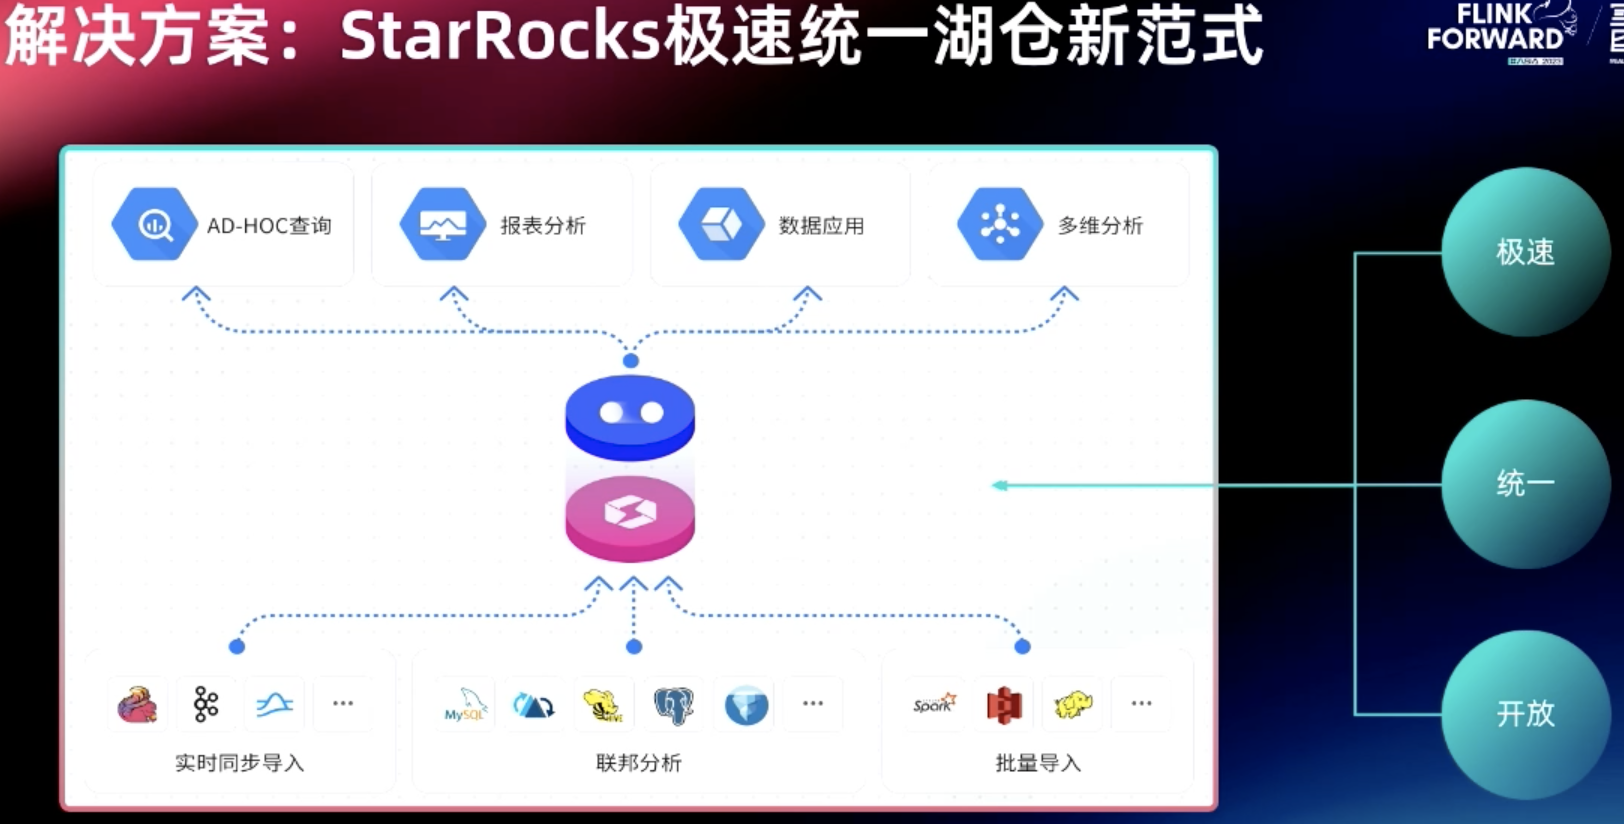 解决方案：StarRocks极速统一湖仓新范式
FLINK
FORWARD
AD-HOC查询
报表分析
数据应用
多维分析
极速
统一
开放
MySQL
HIVE
Spark
...
...
...
实时同步导入
联邦分析
批量导入